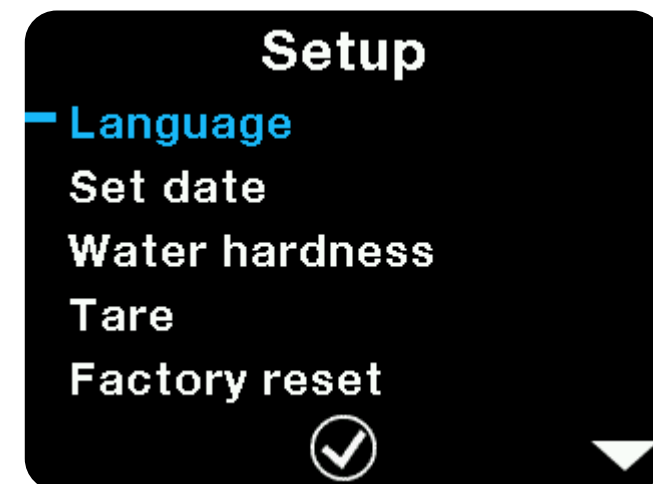 Setup
Language
Set date
Water hardness
Tare
Factory reset